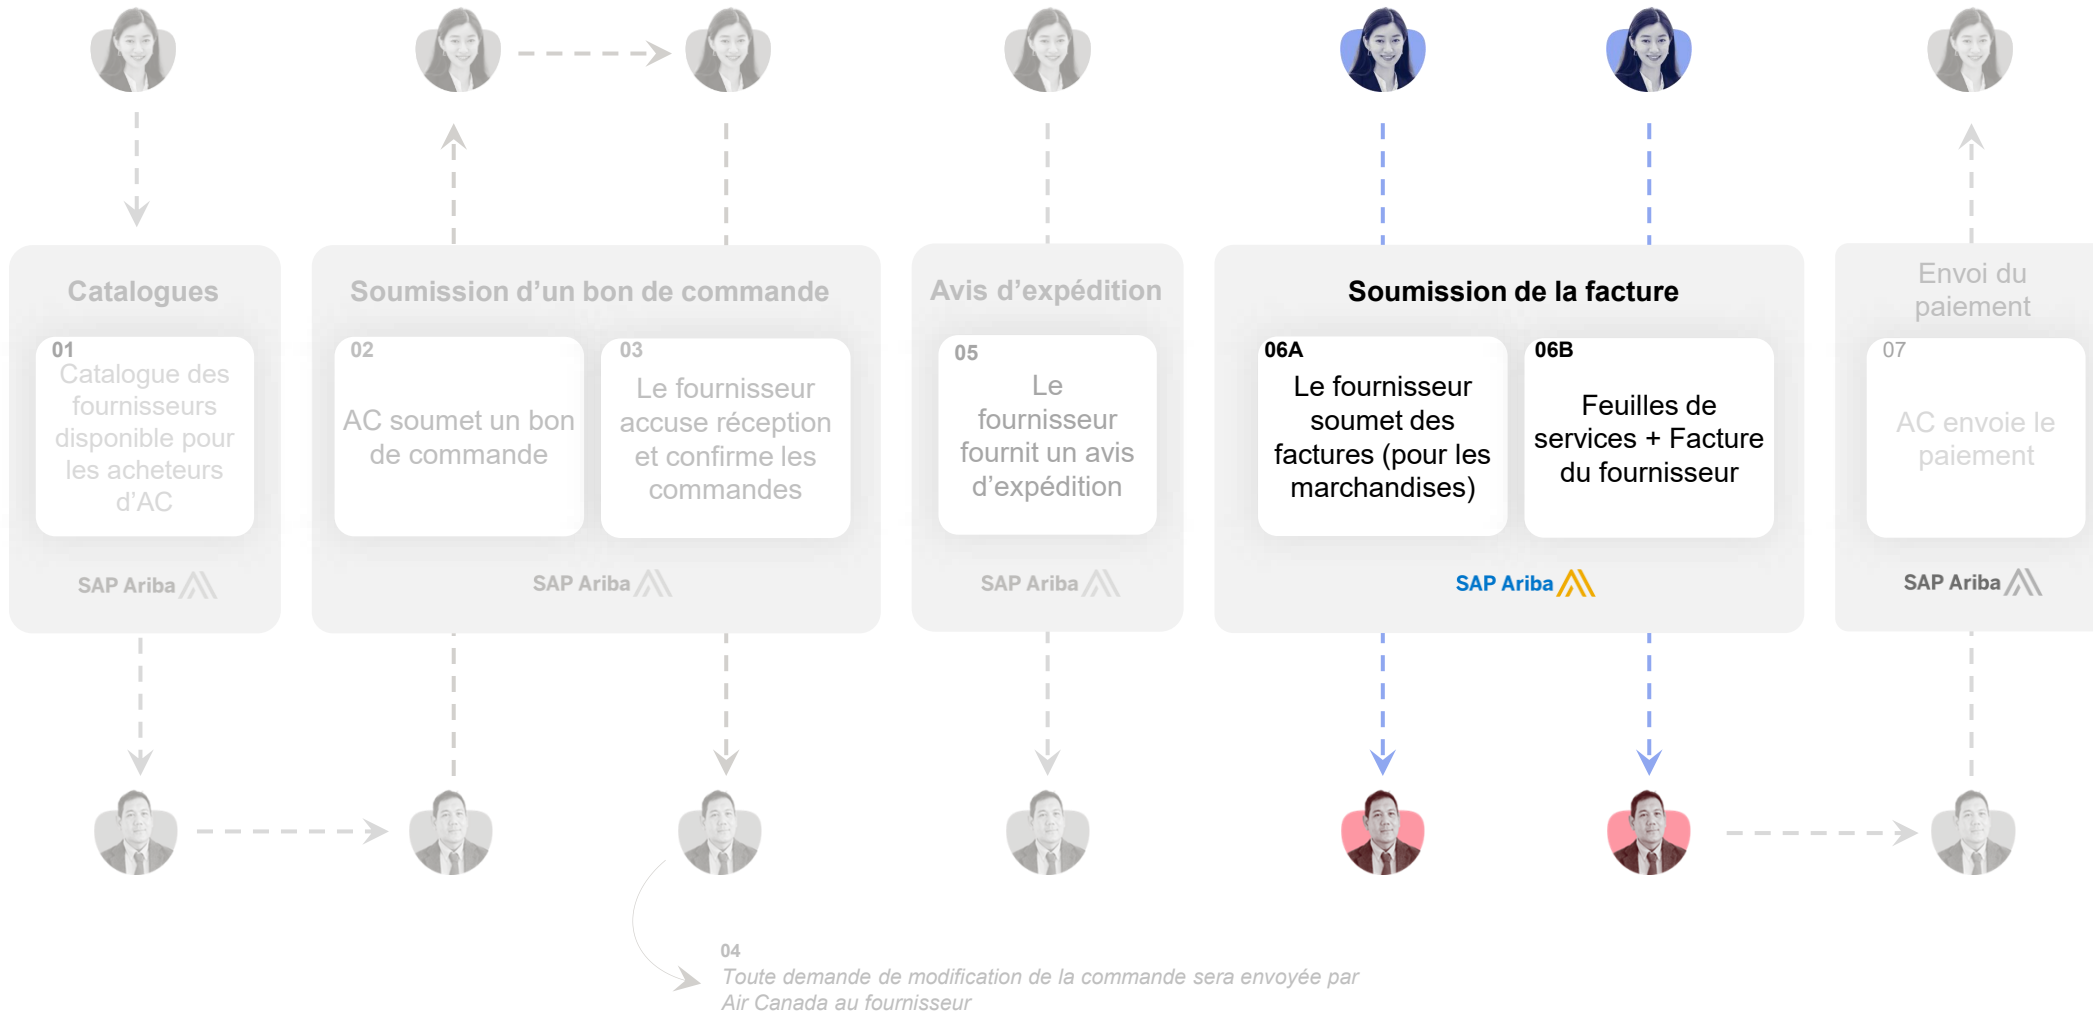 Catalogues
01
Catalogue des
fournisseurs
disponible pour
les acheteurs
d’AC
SAP Ariba
Soumission d’un bon de commande
02
AC soumet un bon
de commande
03
Le fournisseur
accuse réception
et confirme les
commandes
SAP Ariba
04
Toute demande de modification de la commande sera envoyée par
Air Canada au fournisseur
Avis d’expédition
05
Le
fournisseur
fournit un avis
d’expédition
SAP Ariba
Soumission de la facture
06A
Le fournisseur
soumet des
factures (pour les
marchandises)
06B
Feuilles de
services + Facture
du fournisseur
SAP Ariba
Envoi du
paiement
07
AC envoie le
paiement
SAP Ariba